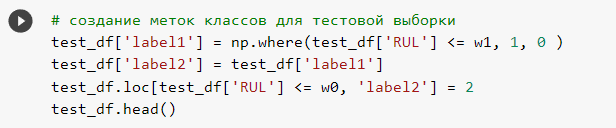 # создание меток классов для тестовой выборки
test_df['label1'] = np.where(test_df['RUL'] <= w1, 1, 0 )
test_df['label2'] = test_df['label1']
test_df.loc[test_df['RUL'] <= w0, 'label2'] = 2
test_df.head()